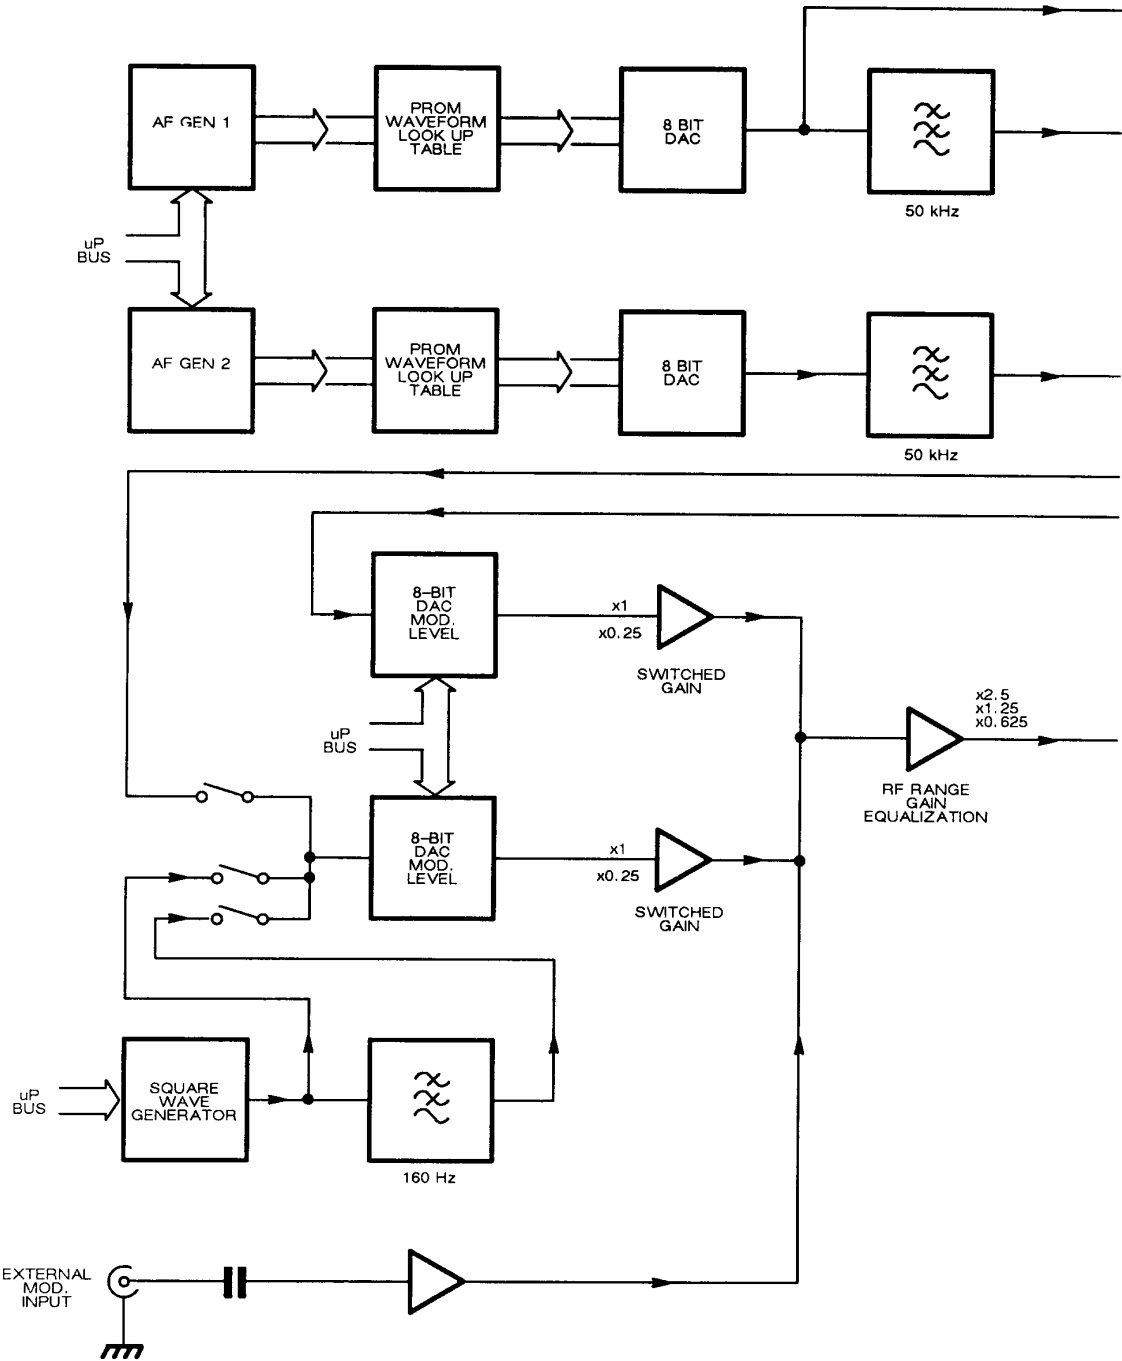 AF GEN 1
PROM
WAVEFORM
LOOK UP
TABLE
8 BIT
DAC
50 kHz
uP
BUS
AF GEN 2
PROM
WAVEFORM
LOOK UP
TABLE
8 BIT
DAC
50 kHz
8-BIT
DAC
MOD.
LEVEL
x1
x0.25
SWITCHED
GAIN
uP
BUS
x2.5
x1.25
x0.625
RF RANGE
GAIN
EQUALIZATION
8-BIT
DAC
MOD.
LEVEL
x1
x0.25
SWITCHED
GAIN
uP
BUS
SQUARE
WAVE
GENERATOR
160 Hz
EXTERNAL
MOD.
INPUT